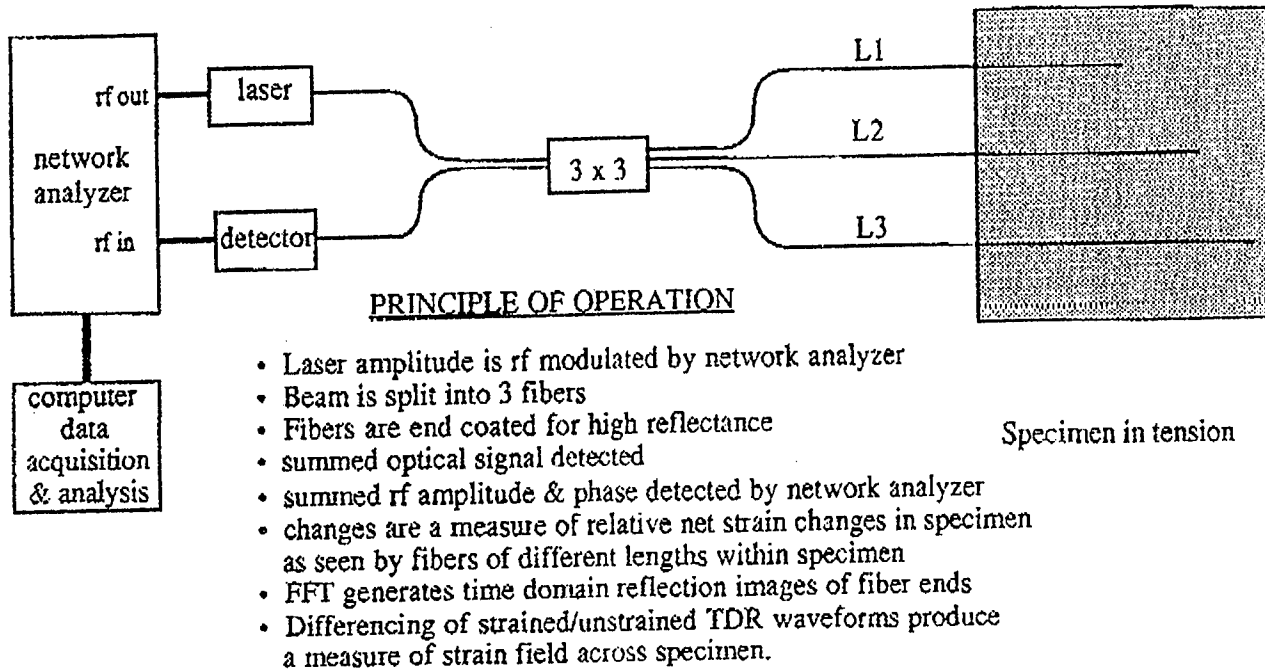 rf out
laser
network
analyzer
rf in
detector
computer
data
acquisition
& analysis
3 x 3
L1
L2
L3
Specimen in tension
PRINCIPLE OF OPERATION
• Laser amplitude is rf modulated by network analyzer
• Beam is split into 3 fibers
• Fibers are end coated for high reflectance
• summed optical signal detected
• summed rf amplitude & phase detected by network analyzer
• changes are a measure of relative net strain changes in specimen
as seen by fibers of different lengths within specimen
• FFT generates time domain reflection images of fiber ends
• Differencing of strained/unstrained TDR waveforms produce
a measure of strain field across specimen.